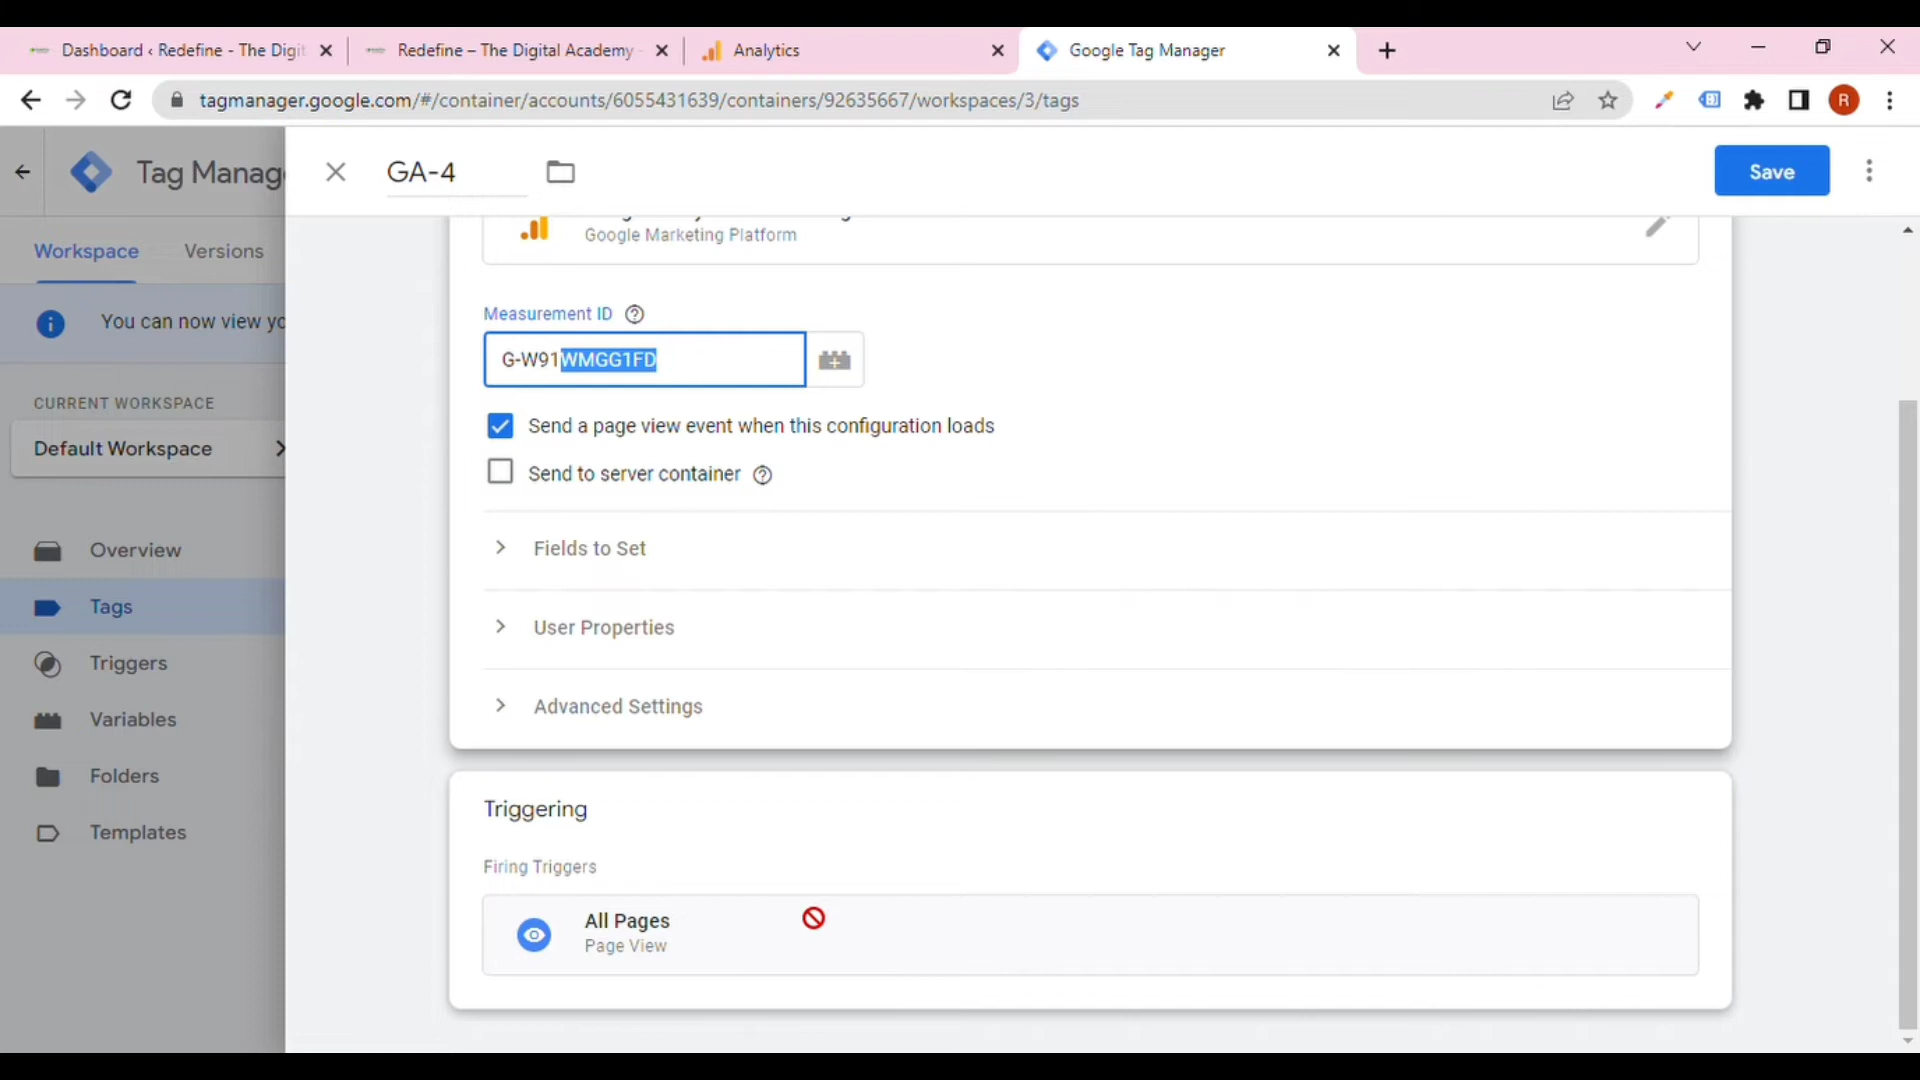 Dashboard ‹ Redefine - The Digit
Redefine – The Digital Academy -
Analytics
Google Tag Manager
tagmanager.google.com/#/container/accounts/6055431639/containers/92635667/workspaces/3/tags
R
Tag Manag
GA-4
Save
Google Marketing Platform
Workspace
Versions
You can now view yo
Measurement ID
G-W91WMGG1FD
CURRENT WORKSPACE
Default Workspace
Send a page view event when this configuration loads
Send to server container
Fields to Set
User Properties
Advanced Settings
Overview
Tags
Triggers
Variables
Folders
Templates
Triggering
Firing Triggers
All Pages
Page View